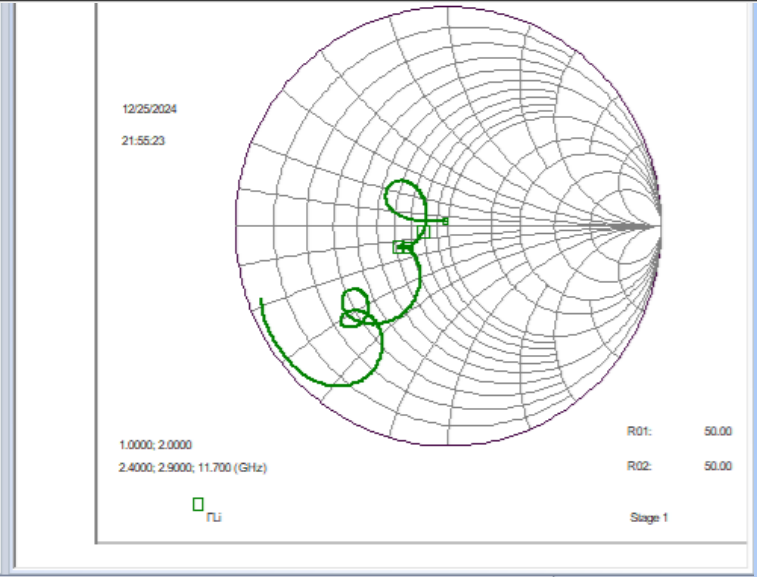 12/25/2024
21:55:23
R01: 50.00
1.0000; 2.0000
2.4000; 2.9000; 11.700 (GHz)
R02: 50.00
ΓLi
Stage 1